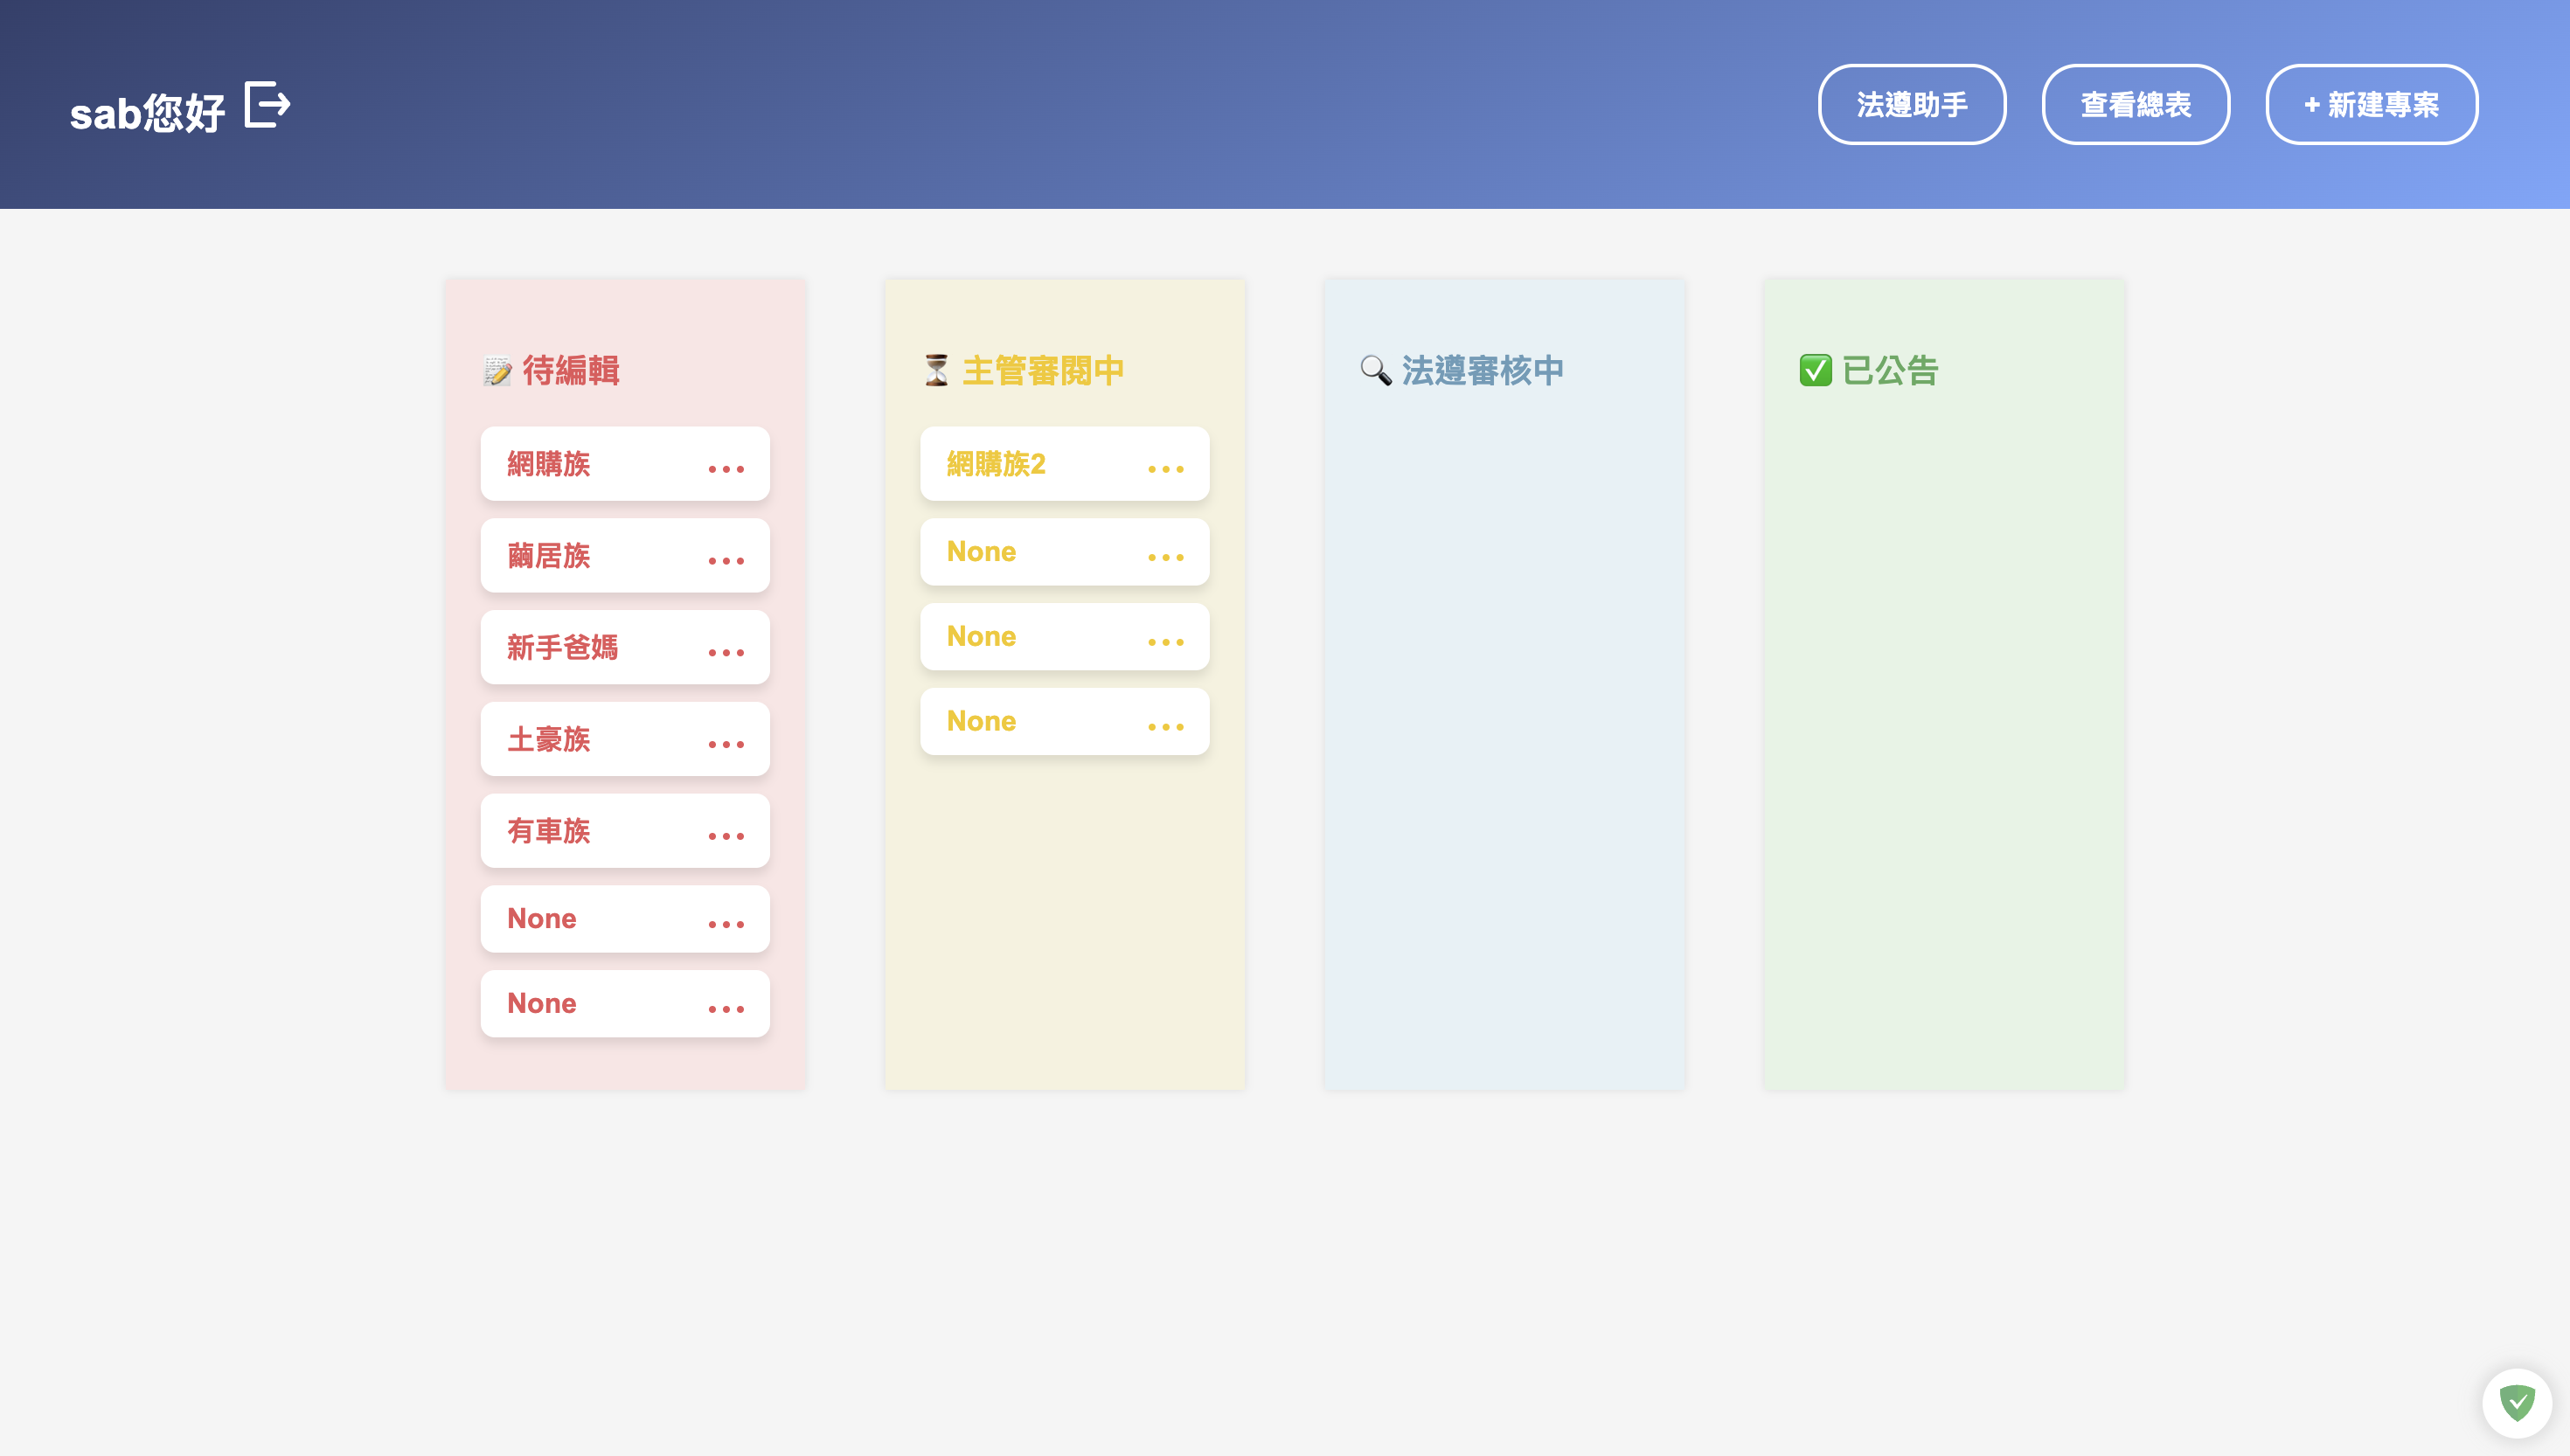 sab您好
法遵助手
查看總表
+ 新建專案
待編輯
網購族
繭居族
新手爸媽
土豪族
有車族
None
None
主管審閱中
網購族2
None
None
None
法遵審核中
已公告